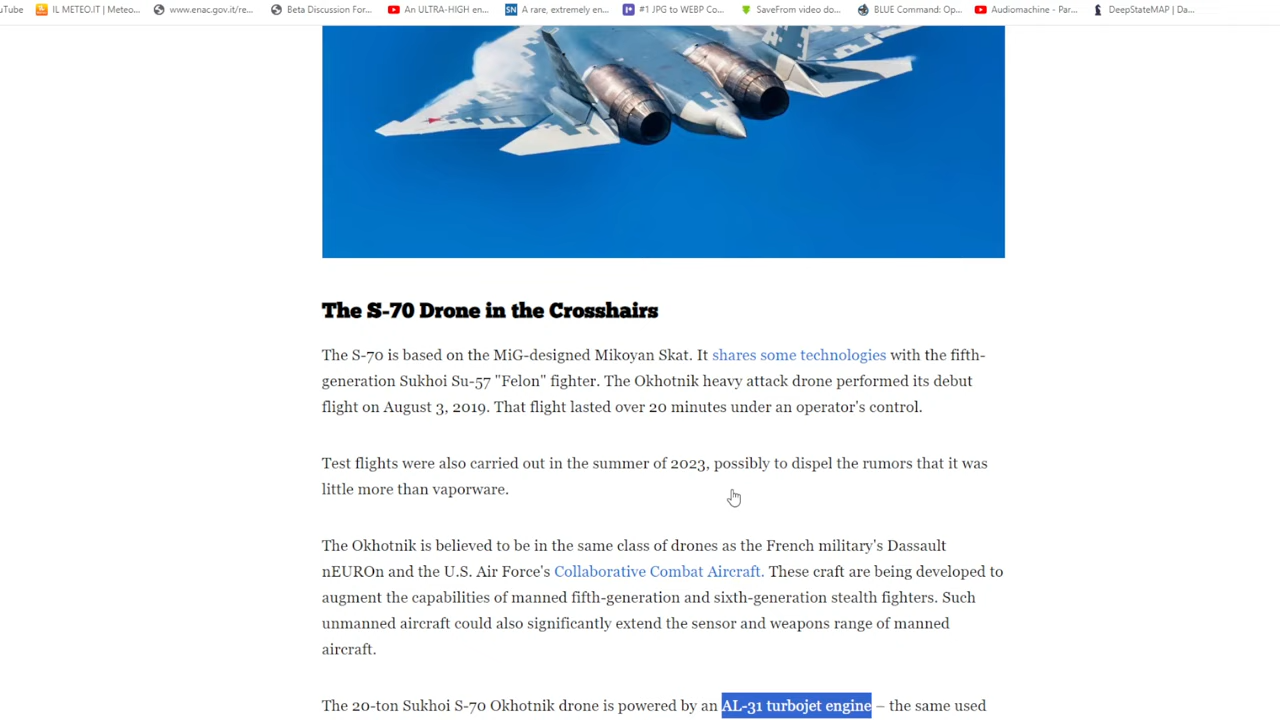 uTube
IL METEO.IT | Meteo...
www.enac.gov.it/re...
Beta Discussion For...
An ULTRA-HIGH en...
SN
A rare, extremely en...
#1 JPG to WEBP Co...
SaveFrom video do...
BLUE Command: Op...
Audiomachine - Par...
DeepStateMAP | Da...
The S-70 Drone in the Crosshairs
The S-70 is based on the MiG-designed Mikoyan Skat. It shares some technologies with the fifth-
generation Sukhoi Su-57 "Felon" fighter. The Okhotnik heavy attack drone performed its debut
flight on August 3, 2019. That flight lasted over 20 minutes under an operator's control.
Test flights were also carried out in the summer of 2023, possibly to dispel the rumors that it was
little more than vaporware.
The Okhotnik is believed to be in the same class of drones as the French military's Dassault
nEUROn and the U.S. Air Force's Collaborative Combat Aircraft. These craft are being developed to
augment the capabilities of manned fifth-generation and sixth-generation stealth fighters. Such
unmanned aircraft could also significantly extend the sensor and weapons range of manned
aircraft.
The 20-ton Sukhoi S-70 Okhotnik drone is powered by an AL-31 turbojet engine – the same used